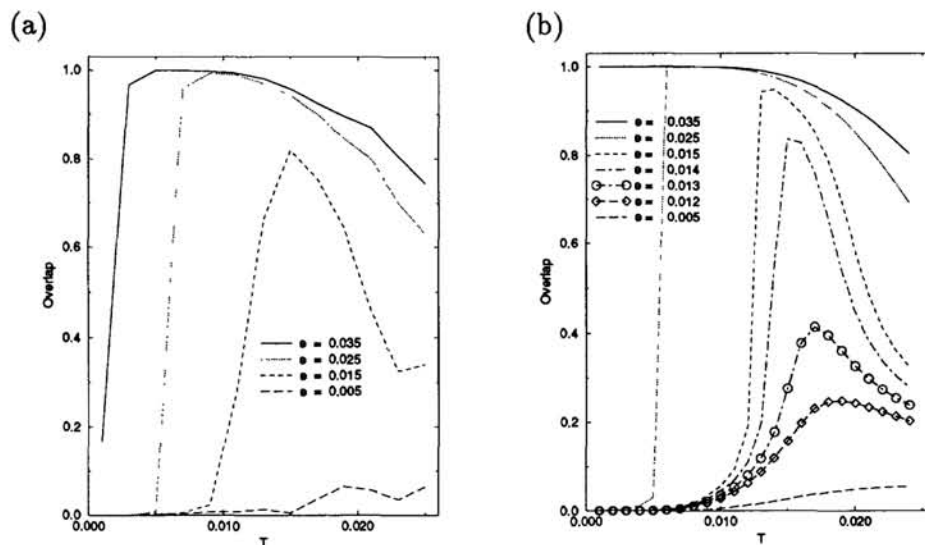 (a)
(b)
1.0
0.8
0.6
0.4
0.2
0.0
0.000
0.010
0.020
T
Overlap
e = 0.035
e = 0.025
e = 0.015
e = 0.005
1.0
0.8
0.6
0.4
0.2
0.0
0.000
0.010
0.020
T
Overlap
e = 0.035
e = 0.025
e = 0.015
e = 0.014
e = 0.013
e = 0.012
e = 0.005